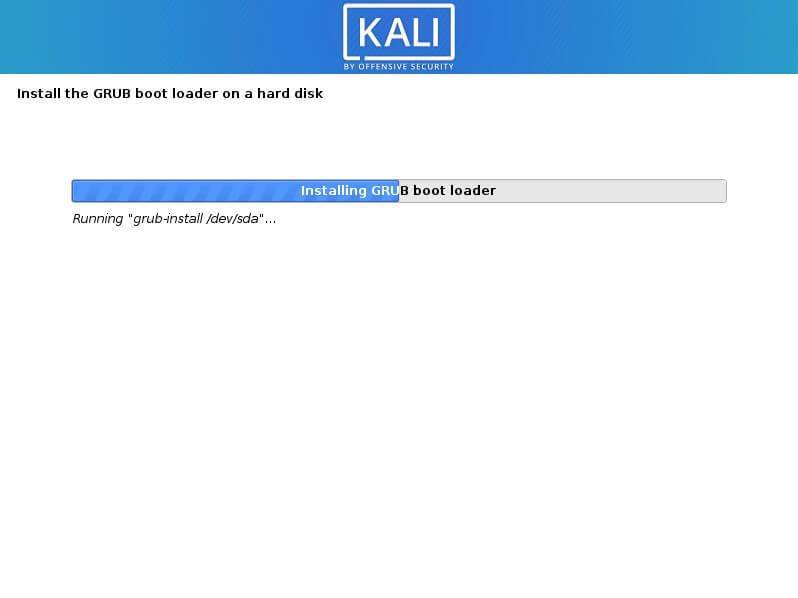 KALI
BY OFFENSIVE SECURITY
Install the GRUB boot loader on a hard disk
Installing GRUB boot loader
Running "grub-install /dev/sda"...